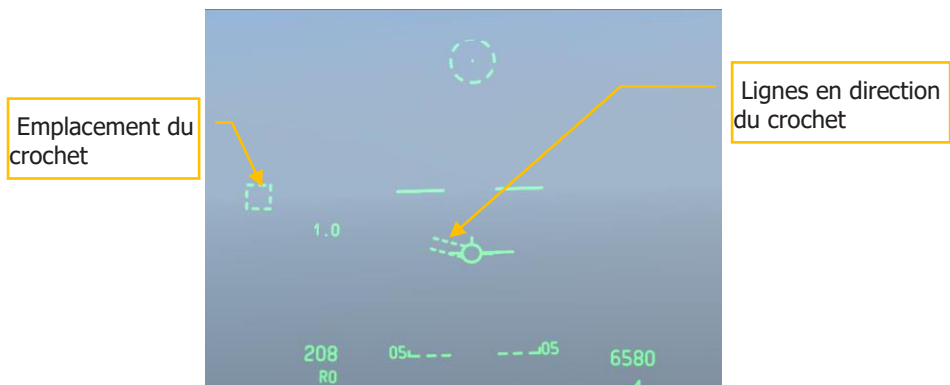 Emplacement du
crochet
Lignes en direction
du crochet
1.0
208
05
05
6580
R0